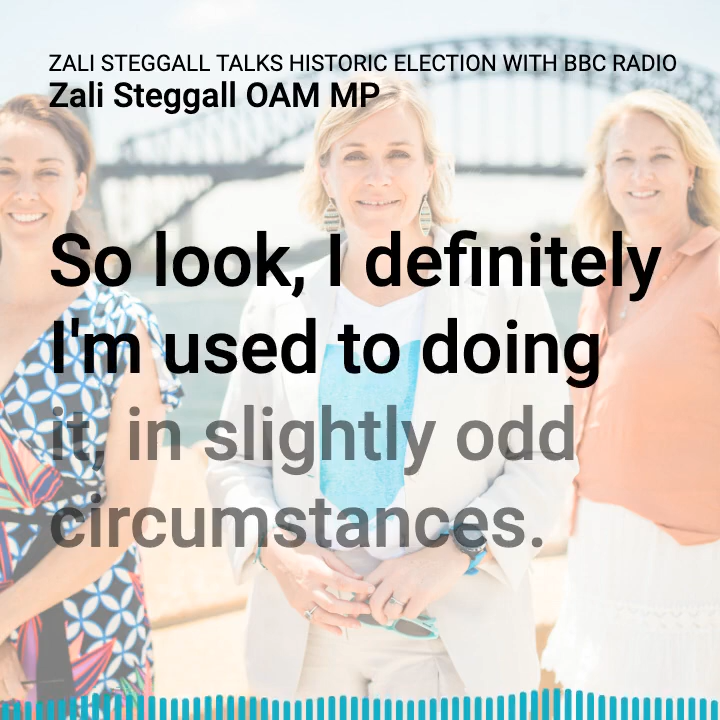 ZALI STEGGALL TALKS HISTORIC ELECTION WITH BBC RADIO
Zali Steggall OAM MP
So look, I definitely
I'm used to doing
it, in slightly odd
circumstances.